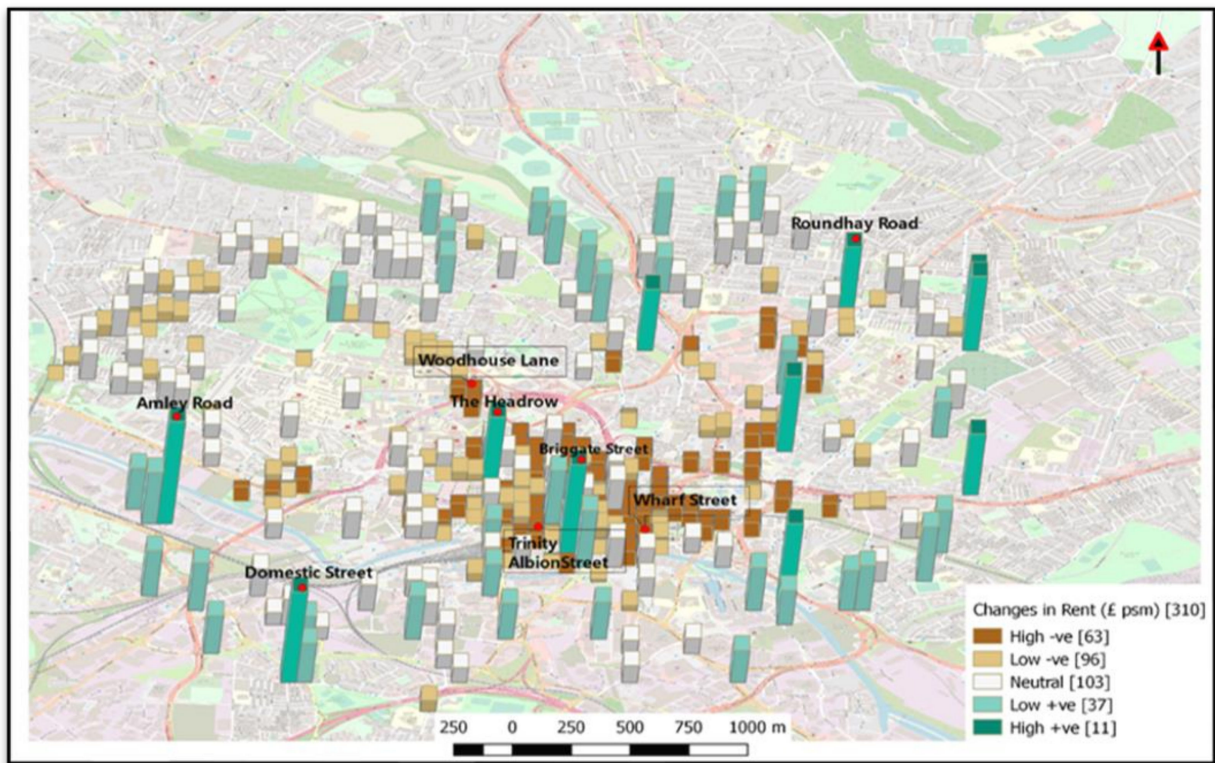 Roundhay Road
Woodhouse Lane
Amley Road
The Headrow
Briggate Street
Wharf Street
Trinity
AlbionStreet
Domestic Street
Changes in Rent (£ psm) [310]
High -ve [63]
Low -ve [96]
Neutral [103]
Low +ve [37]
High +ve [11]
250 0 250 500 750 1000 m